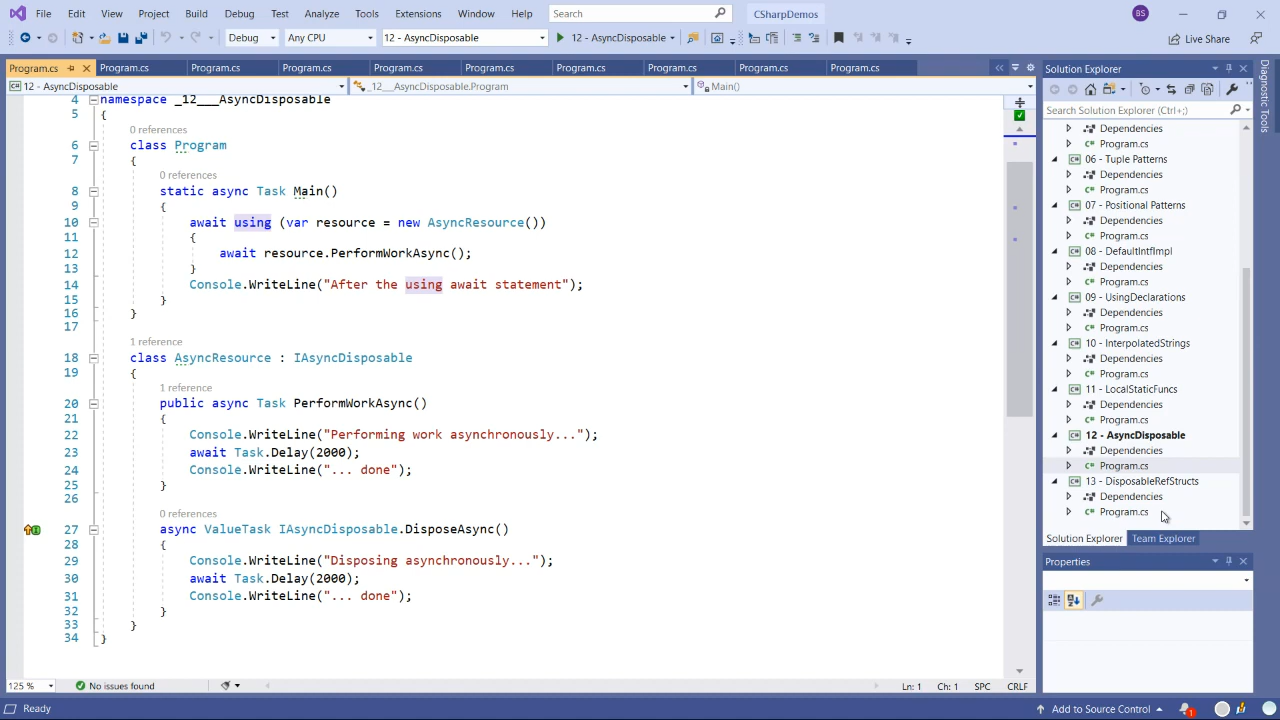 File Edit View Project Build Debug Test Analyze Tools Extensions Window Help Search CSharpDemos BS
Debug Any CPU 12 - AsyncDisposable 12 - AsyncDisposable Live Share
Program.cs Program.cs Program.cs Program.cs Program.cs Program.cs Program.cs Program.cs Program.cs Program.cs
12 - AsyncDisposable _12___AsyncDisposable.Program Main()
4 namespace _12___AsyncDisposable
5 {
0 references
6 class Program
7 {
0 references
8 static async Task Main()
9 {
10 await using (var resource = new AsyncResource())
11 {
12 await resource.PerformWorkAsync();
13 }
14 Console.WriteLine("After the using await statement");
15 }
16 }
17
1 reference
18 class AsyncResource : IAsyncDisposable
19 {
1 reference
20 public async Task PerformWorkAsync()
21 {
22 Console.WriteLine("Performing work asynchronously...");
23 await Task.Delay(2000);
24 Console.WriteLine("... done");
25 }
26
0 references
27 async ValueTask IAsyncDisposable.DisposeAsync()
28 {
29 Console.WriteLine("Disposing asynchronously...");
30 await Task.Delay(2000);
31 Console.WriteLine("... done");
32 }
33 }
34 }
125 % No issues found Ln: 1 Ch: 1 SPC CRLF
Solution Explorer
Search Solution Explorer (Ctrl+;)
Dependencies
C# Program.cs
C# 06 - Tuple Patterns
Dependencies
C# Program.cs
C# 07 - Positional Patterns
Dependencies
C# Program.cs
C# 08 - DefaultIntfImpl
Dependencies
C# Program.cs
C# 09 - UsingDeclarations
Dependencies
C# Program.cs
C# 10 - InterpolatedStrings
Dependencies
C# Program.cs
C# 11 - LocalStaticFuncs
Dependencies
C# Program.cs
C# 12 - AsyncDisposable
Dependencies
C# Program.cs
C# 13 - DisposableRefStructs
Dependencies
C# Program.cs
Solution Explorer Team Explorer
Properties
Diagnostic Tools
Ready Add to Source Control 1